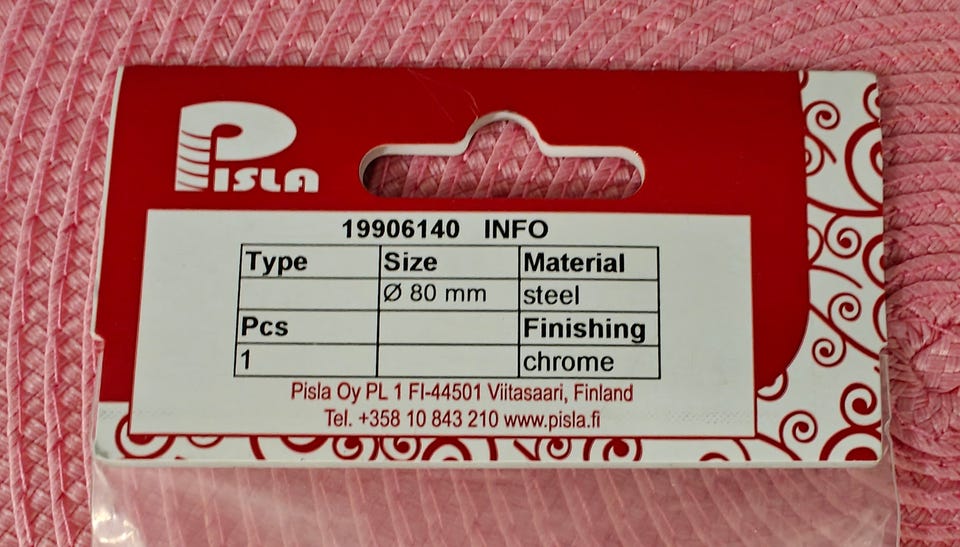 PISLA
19906140 INFO
Type Size Material
Ø 80 mm steel
Pcs Finishing
1 chrome
Pisla Oy PL 1 FI-44501 Viitasaari, Finland
Tel. +358 10 843 210 www.pisla.fi